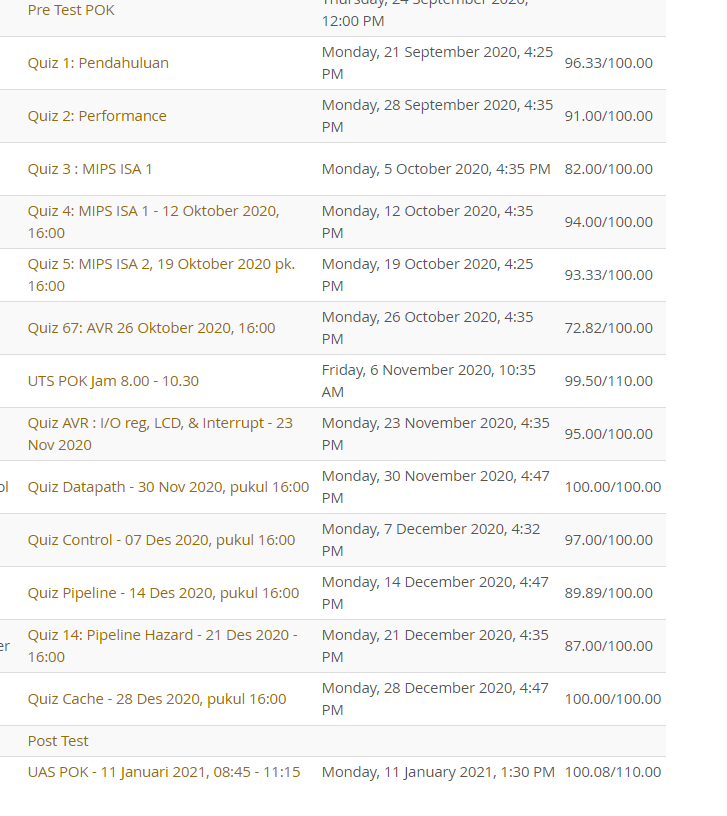 Thursday, 24 September 2020,
Pre Test POK
12:00 PM
Quiz 1: Pendahuluan
Monday, 21 September 2020, 4:25
PM
96.33/100.00
Quiz 2: Performance
Monday, 28 September 2020, 4:35
PM
91.00/100.00
Quiz 3 : MIPS ISA 1
Monday, 5 October 2020, 4:35 PM
82.00/100.00
Quiz 4: MIPS ISA 1 - 12 Oktober 2020,
16:00
Monday, 12 October 2020, 4:35
PM
94.00/100.00
Quiz 5: MIPS ISA 2, 19 Oktober 2020 pk.
16:00
Monday, 19 October 2020, 4:25
PM
93.33/100.00
Quiz 67: AVR 26 Oktober 2020, 16:00
Monday, 26 October 2020, 4:35
PM
72.82/100.00
UTS POK Jam 8.00 - 10.30
Friday, 6 November 2020, 10:35
AM
99.50/110.00
Quiz AVR : I/O reg, LCD, & Interrupt - 23
Nov 2020
Monday, 23 November 2020, 4:35
PM
95.00/100.00
ol
Quiz Datapath - 30 Nov 2020, pukul 16:00
Monday, 30 November 2020, 4:47
PM
100.00/100.00
Quiz Control - 07 Des 2020, pukul 16:00
Monday, 7 December 2020, 4:32
PM
97.00/100.00
Quiz Pipeline - 14 Des 2020, pukul 16:00
Monday, 14 December 2020, 4:47
PM
89.89/100.00
er
Quiz 14: Pipeline Hazard - 21 Des 2020 -
16:00
Monday, 21 December 2020, 4:35
PM
87.00/100.00
Quiz Cache - 28 Des 2020, pukul 16:00
Monday, 28 December 2020, 4:47
PM
100.00/100.00
Post Test
UAS POK - 11 Januari 2021, 08:45 - 11:15
Monday, 11 January 2021, 1:30 PM
100.08/110.00